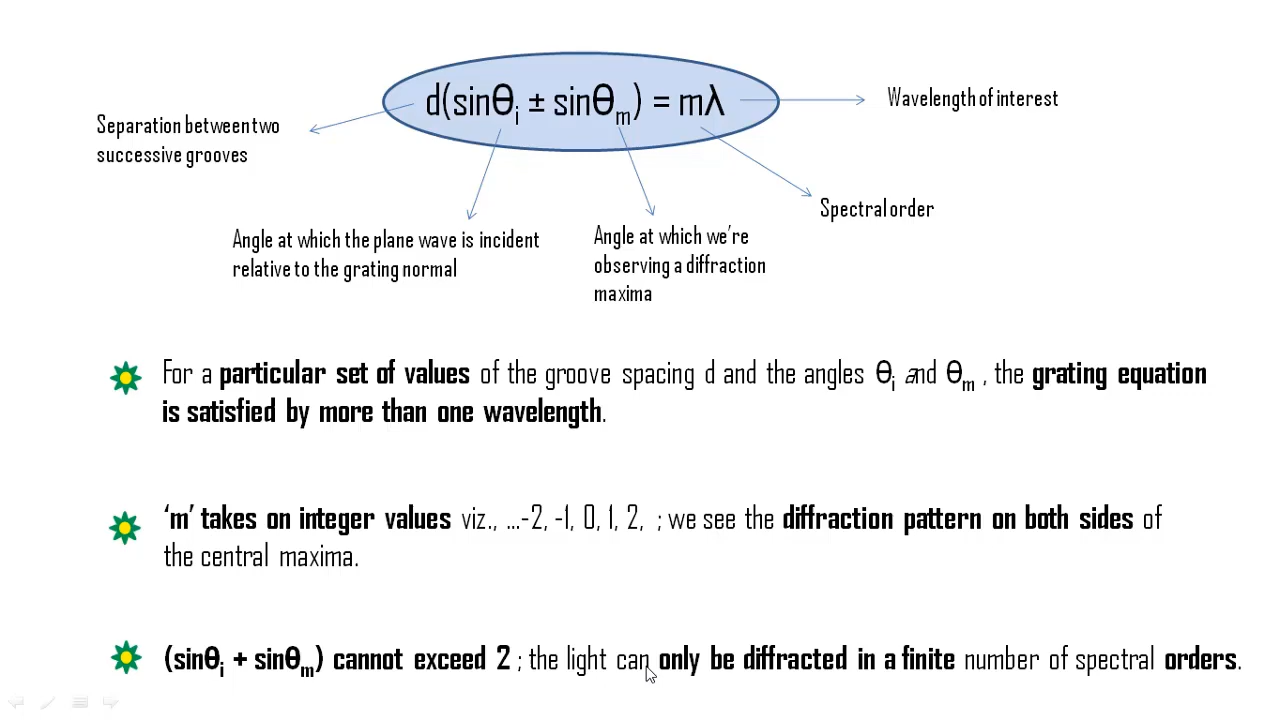 d(sinθi ± sinθm) = mλ
Wavelength of interest
Separation between two
successive grooves
Spectral order
Angle at which the plane wave is incident
relative to the grating normal
Angle at which we're
observing a diffraction
maxima
For a particular set of values of the groove spacing d and the angles θi and θm , the grating equation
is satisfied by more than one wavelength.
'm' takes on integer values viz., ...-2, -1, 0, 1, 2, ; we see the diffraction pattern on both sides of
the central maxima.
(sinθi + sinθm) cannot exceed 2 ; the light can only be diffracted in a finite number of spectral orders.